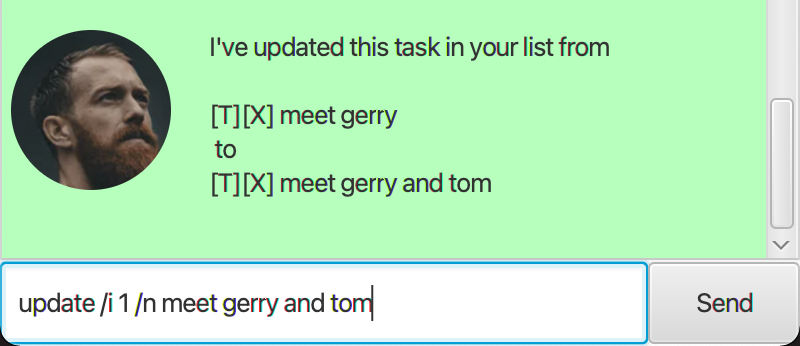 I've updated this task in your list from
[T][X] meet gerry
to
[T][X] meet gerry and tom
update /i 1 /n meet gerry and tom
Send